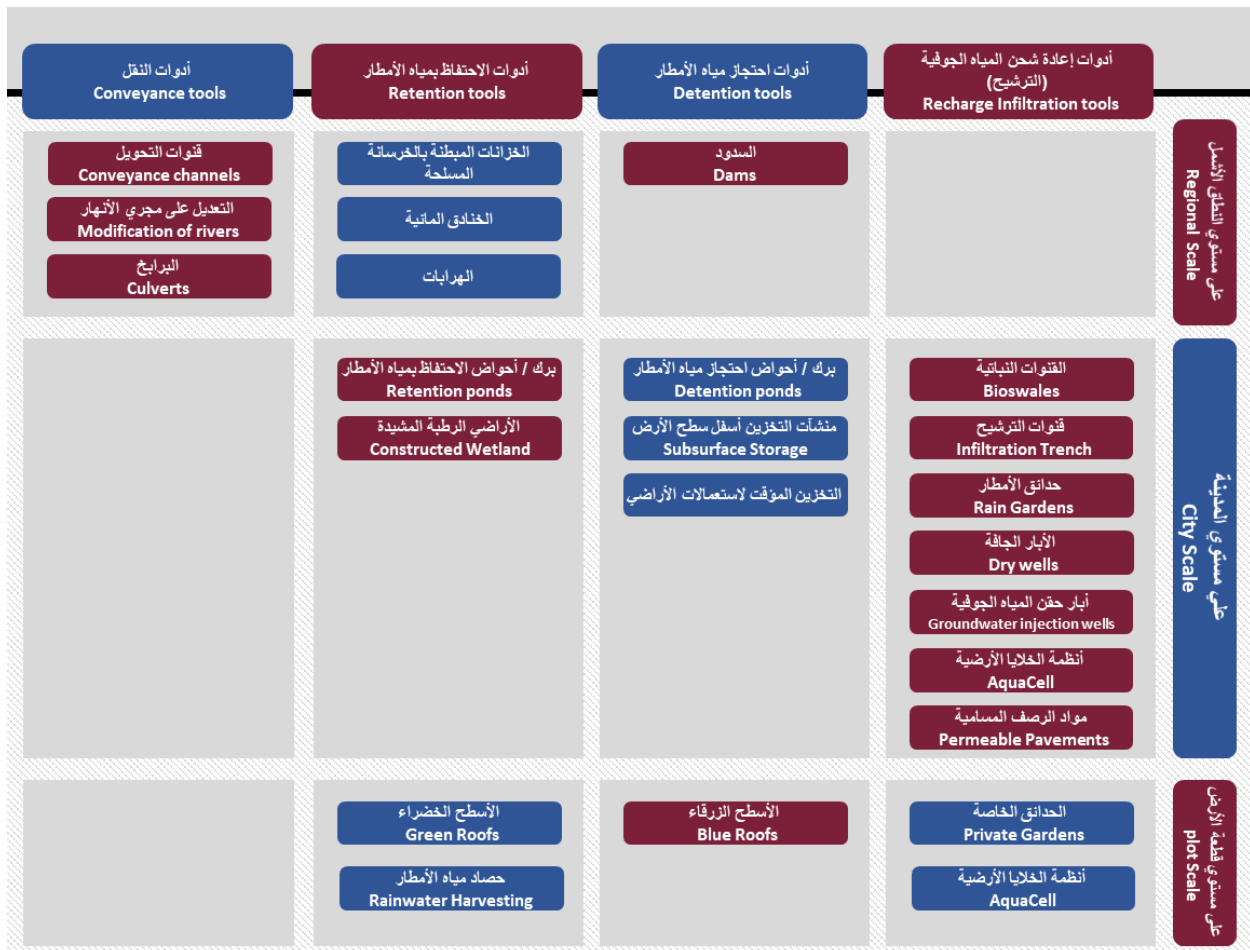 أدوات إعادة شحن المياه الجوفية
(الترشيح)
Recharge Infiltration tools
أدوات احتجاز مياه الأمطار
Detention tools
أدوات الاحتفاظ بمياه الأمطار
Retention tools
أدوات النقل
Conveyance tools
على مستوي النطاق الأشمل
Regional Scale
السدود
Dams
الخزانات المبطنة بالخرسانة
المسلحة
الخنادق المائية
الهرابات
قنوات التحويل
Conveyance channels
التعديل على مجري الأنهار
Modification of rivers
البرابخ
Culverts
علي مستوي المدينة
City Scale
القنوات النباتية
Bioswales
قنوات الترشيح
Infiltration Trench
حدائق الأمطار
Rain Gardens
الأبار الجافة
Dry wells
أبار حقن المياه الجوفية
Groundwater injection wells
أنظمة الخلايا الأرضية
AquaCell
مواد الرصف المسامية
Permeable Pavements
برك / أحواض احتجاز مياه الأمطار
Detention ponds
منشآت التخزين أسفل سطح الأرض
Subsurface Storage
التخزين المؤقت لاستعمالات الأراضي
برك / أحواض الاحتفاظ بمياه الأمطار
Retention ponds
الأراضي الرطبة المشيدة
Constructed Wetland
على مستوي قطعة الأرض
plot Scale
الحدائق الخاصة
Private Gardens
أنظمة الخلايا الأرضية
AquaCell
الأسطح الزرقاء
Blue Roofs
الأسطح الخضراء
Green Roofs
حصاد مياه الأمطار
Rainwater Harvesting